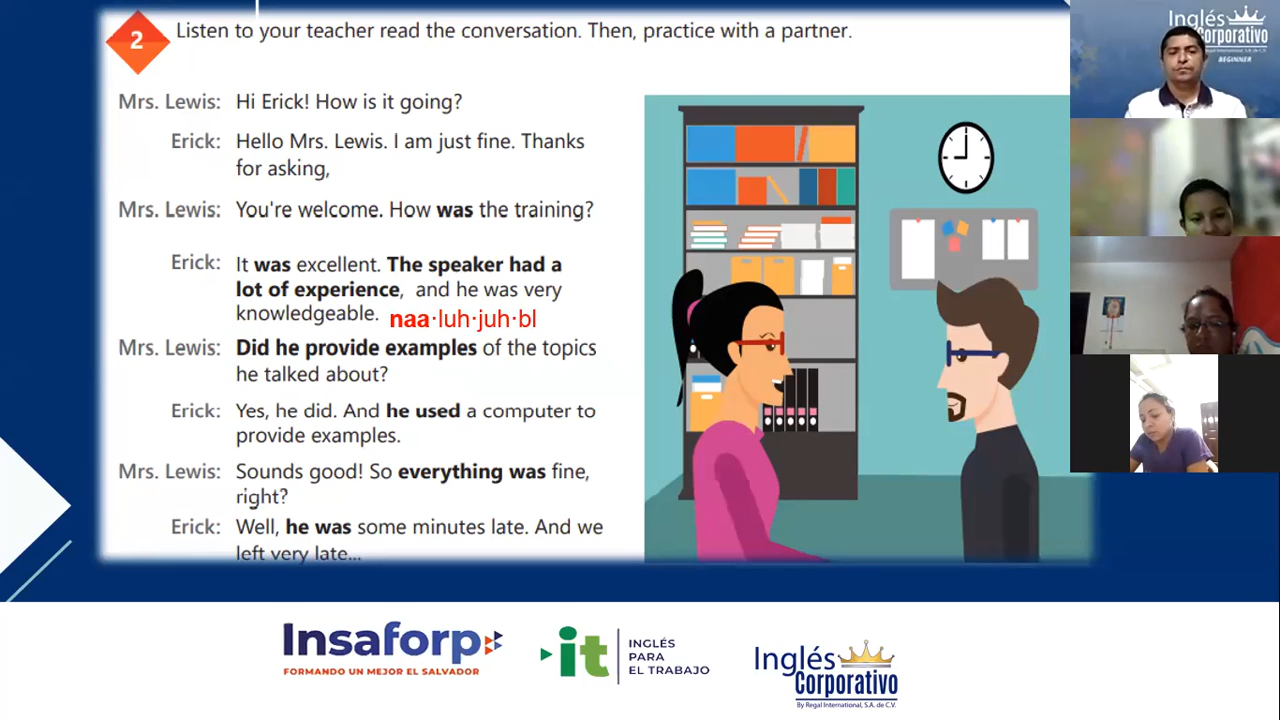 2
Listen to your teacher read the conversation. Then, practice with a partner.
Mrs. Lewis: Hi Erick! How is it going?
Erick: Hello Mrs. Lewis. I am just fine. Thanks
for asking,
Mrs. Lewis: You're welcome. How was the training?
Erick: It was excellent. The speaker had a
lot of experience, and he was very
knowledgeable. naa·luh·juh·bl
Mrs. Lewis: Did he provide examples of the topics
he talked about?
Erick: Yes, he did. And he used a computer to
provide examples.
Mrs. Lewis: Sounds good! So everything was fine,
right?
Erick: Well, he was some minutes late. And we
left very late...
Inglés
Corporativo
By Regal International, S.A. de C.V.
BEGINNER
Insaforp
FORMANDO UN MEJOR EL SALVADOR
it
INGLÉS
PARA
EL TRABAJO
Inglés
Corporativo
By Regal International, S.A. de C.V.